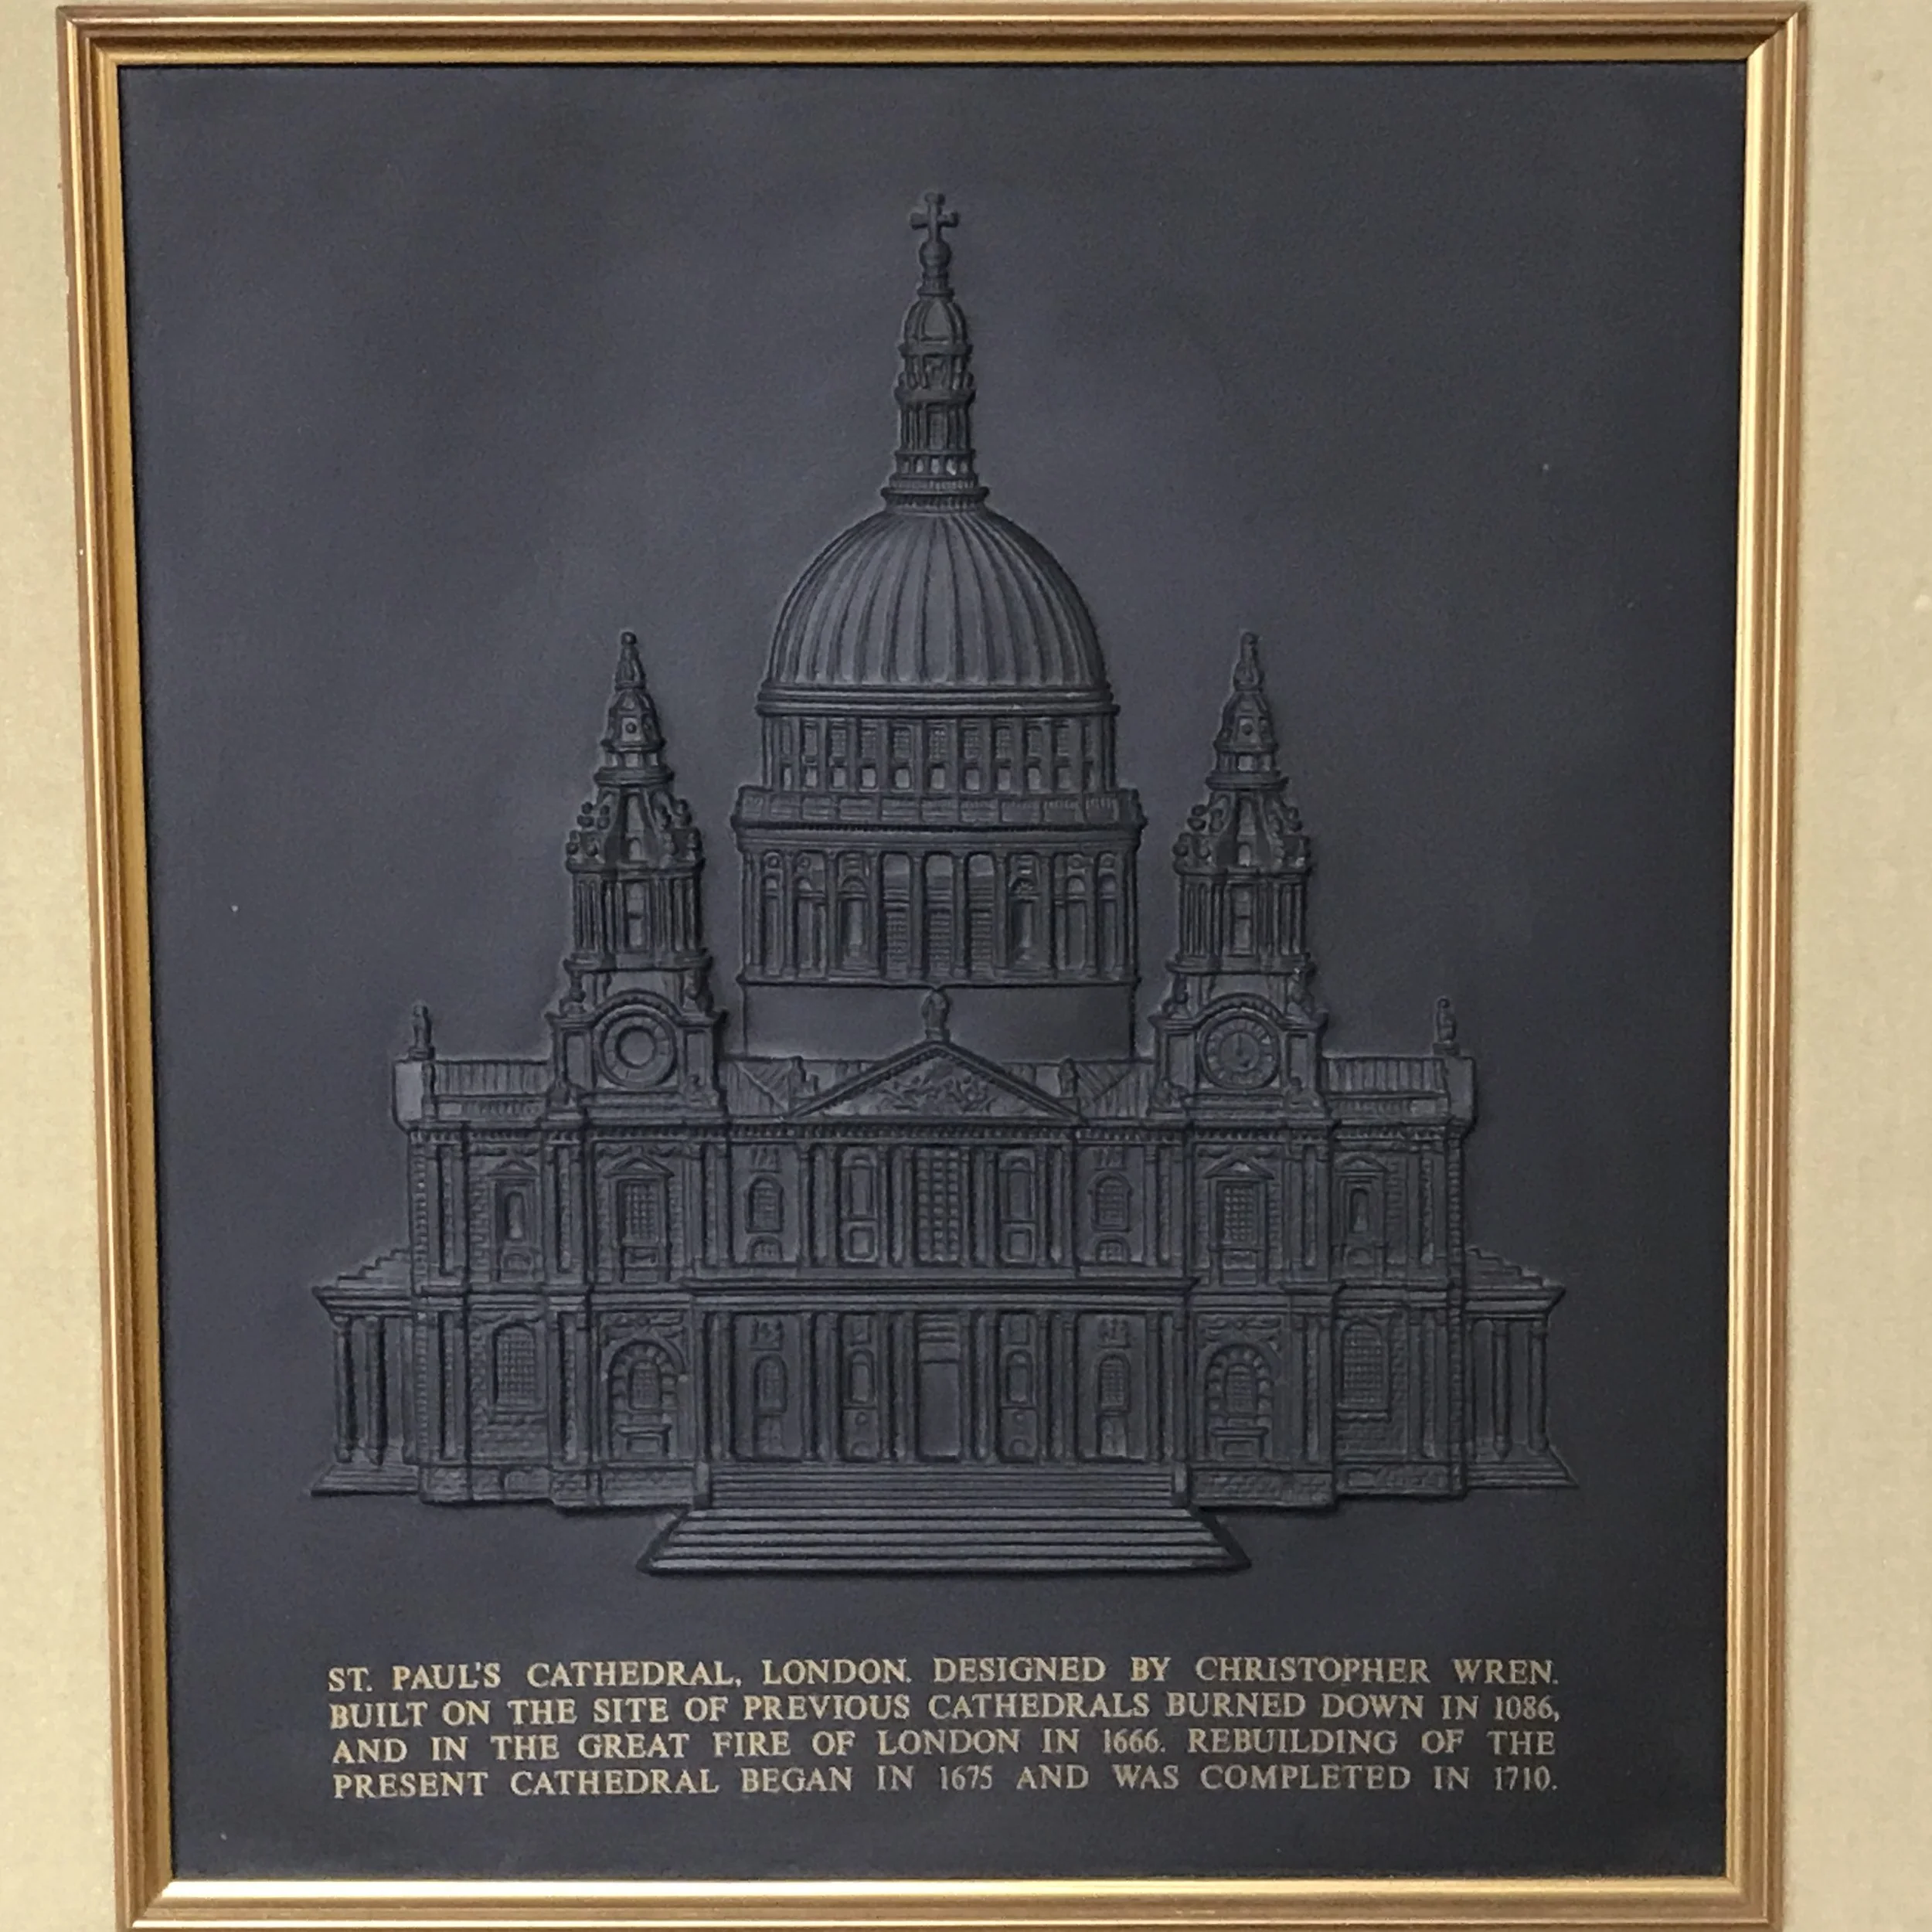 ST. PAUL'S CATHEDRAL, LONDON. DESIGNED BY CHRISTOPHER WREN.
BUILT ON THE SITE OF PREVIOUS CATHEDRALS BURNED DOWN IN 1086,
AND IN THE GREAT FIRE OF LONDON IN 1666. REBUILDING OF THE
PRESENT CATHEDRAL BEGAN IN 1675 AND WAS COMPLETED IN 1710.